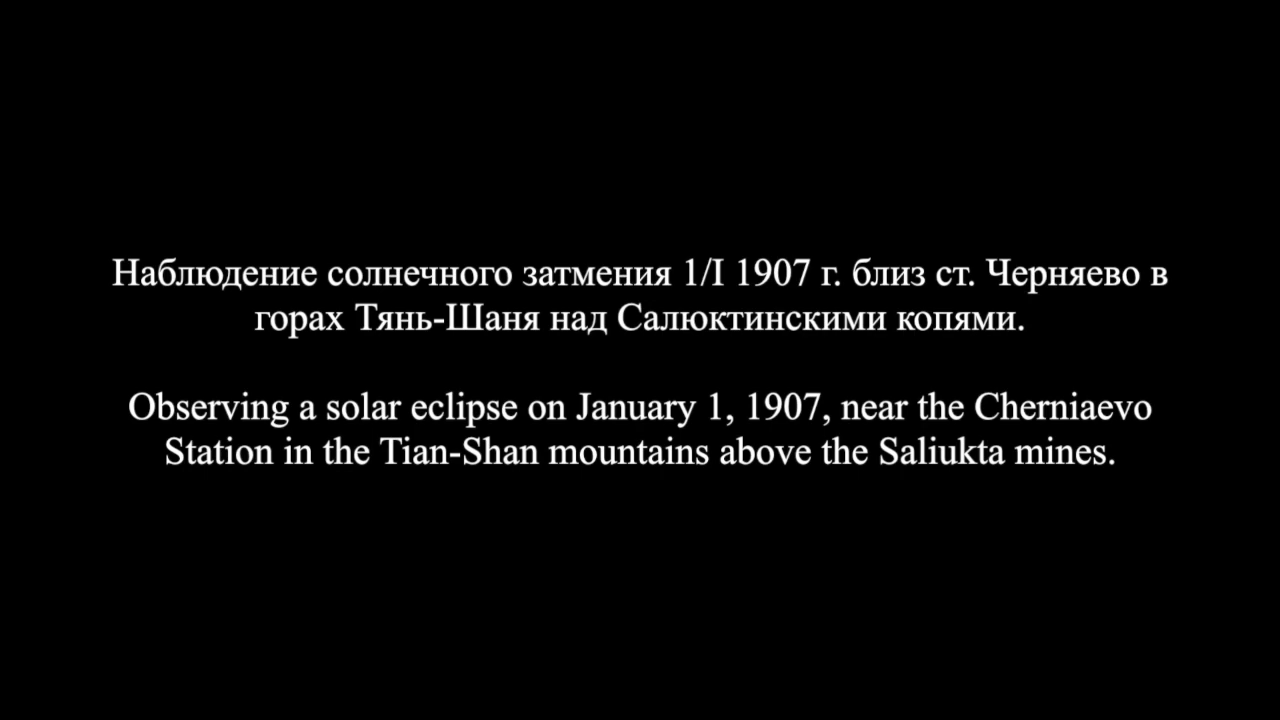 Наблюдение солнечного затмения 1/I 1907 г. близ ст. Черняево в
горах Тянь-Шаня над Салюктинскими копями.
Observing a solar eclipse on January 1, 1907, near the Cherniaevo
Station in the Tian-Shan mountains above the Saliukta mines.